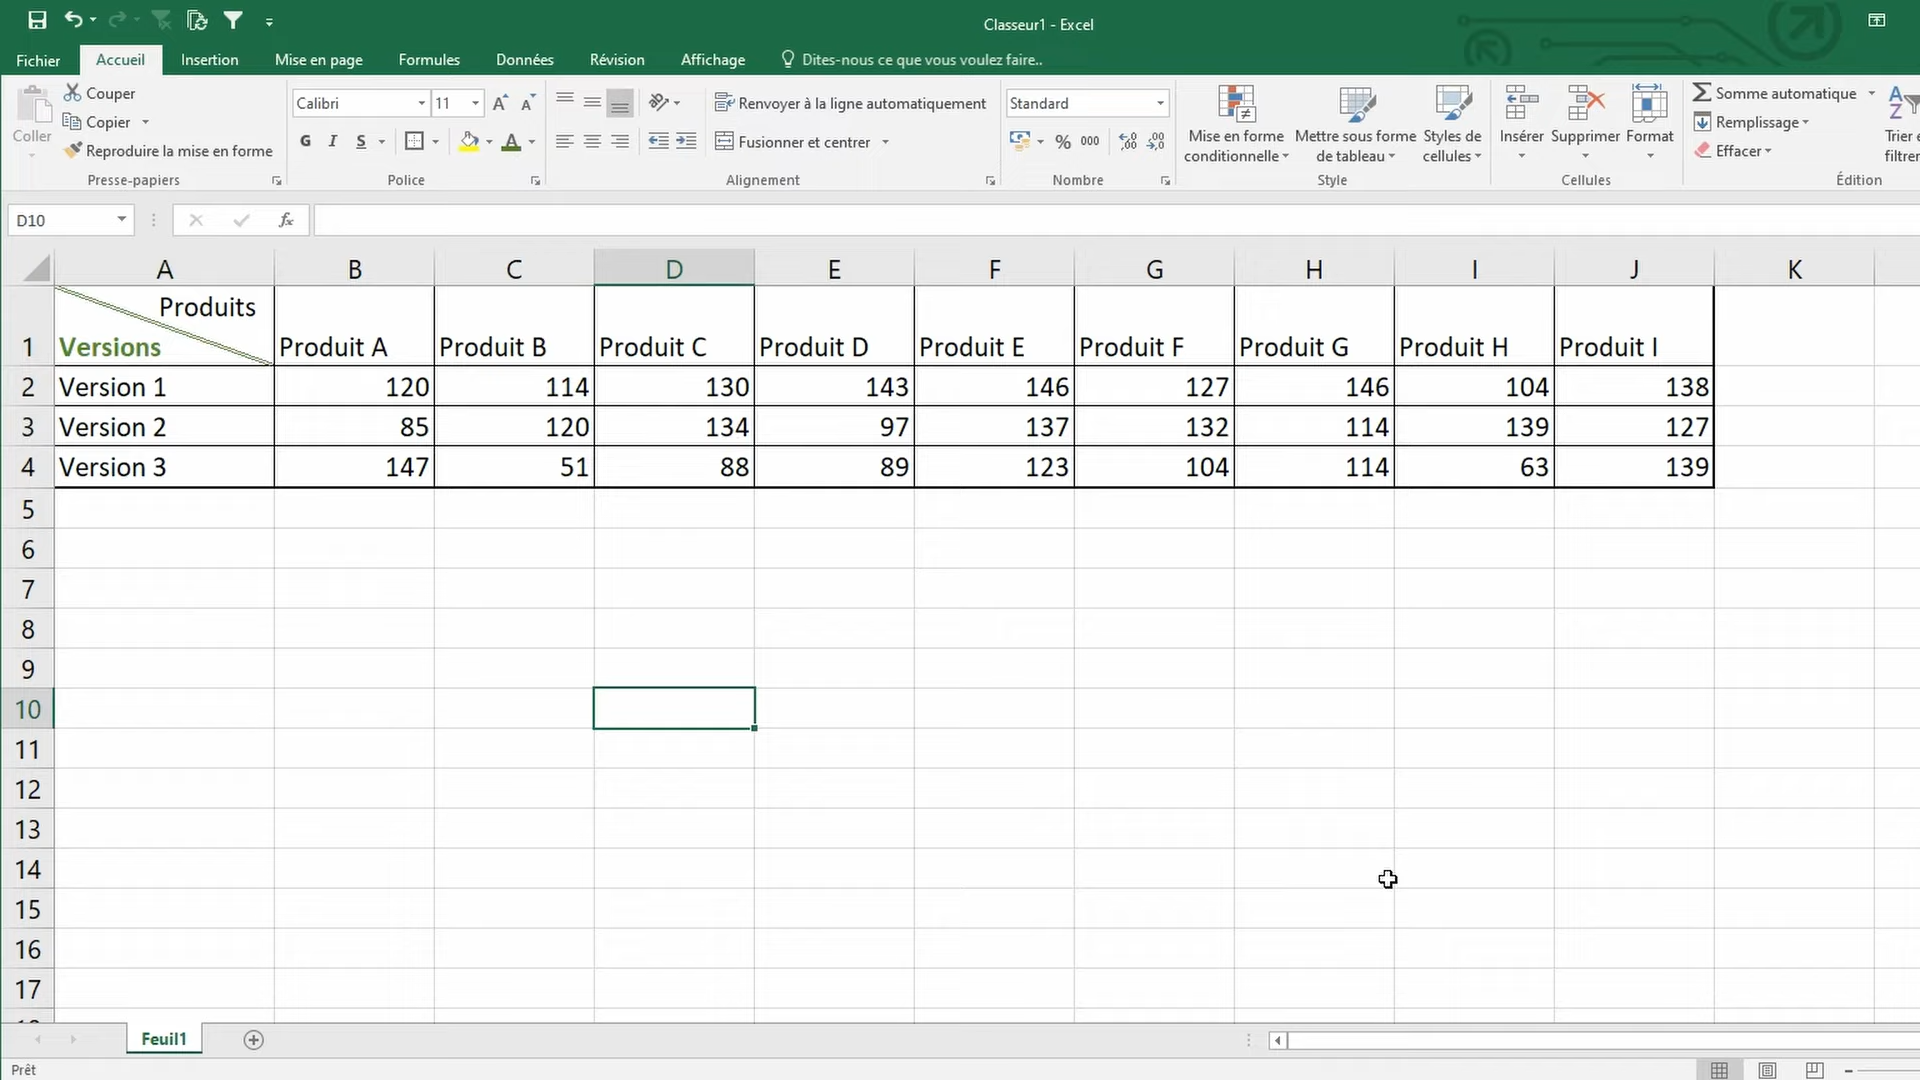 Classeur1 - Excel
Fichier Accueil Insertion Mise en page Formules Données Révision Affichage Dites-nous ce que vous voulez faire..
Coller
Couper
Copier
Reproduire la mise en forme
Presse-papiers
Calibri 11
G I S
Police
Renvoyer à la ligne automatiquement
Fusionner et centrer
Alignement
Standard
% 000
Nombre
Mise en forme
conditionnelle
Mettre sous forme
de tableau
Styles de
cellules
Style
Insérer Supprimer Format
Cellules
Somme automatique
Remplissage
Effacer
Trier e
filtrer
Édition
D10 fx
A B C D E F G H I J K
Produits
1 Versions Produit A Produit B Produit C Produit D Produit E Produit F Produit G Produit H Produit I
2 Version 1 120 114 130 143 146 127 146 104 138
3 Version 2 85 120 134 97 137 132 114 139 127
4 Version 3 147 51 88 89 123 104 114 63 139
5
6
7
8
9
10
11
12
13
14
15
16
17
Feuil1
Prêt